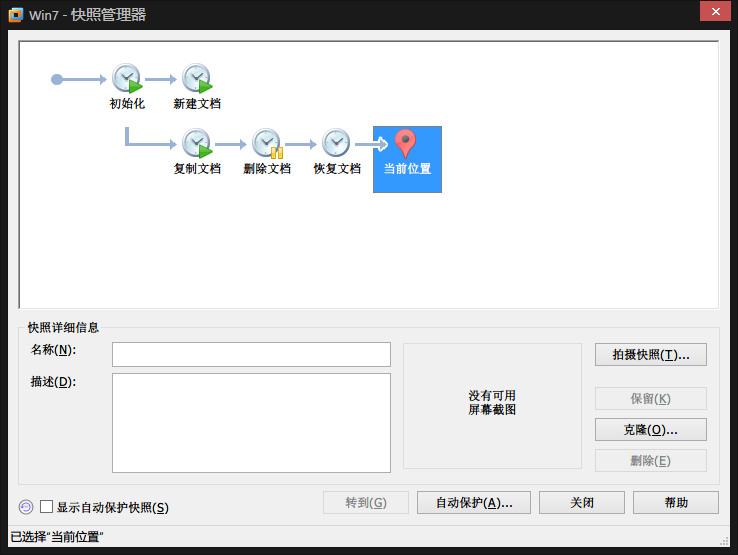 Win7 - 快照管理器
初始化
新建文档
复制文档
删除文档
恢复文档
当前位置
快照详细信息
名称(N):
描述(D):
没有可用
屏幕截图
拍摄快照(T)...
保留(K)
克隆(O)...
删除(E)
显示自动保护快照(S)
转到(G)
自动保护(A)...
关闭
帮助
已选择"当前位置"